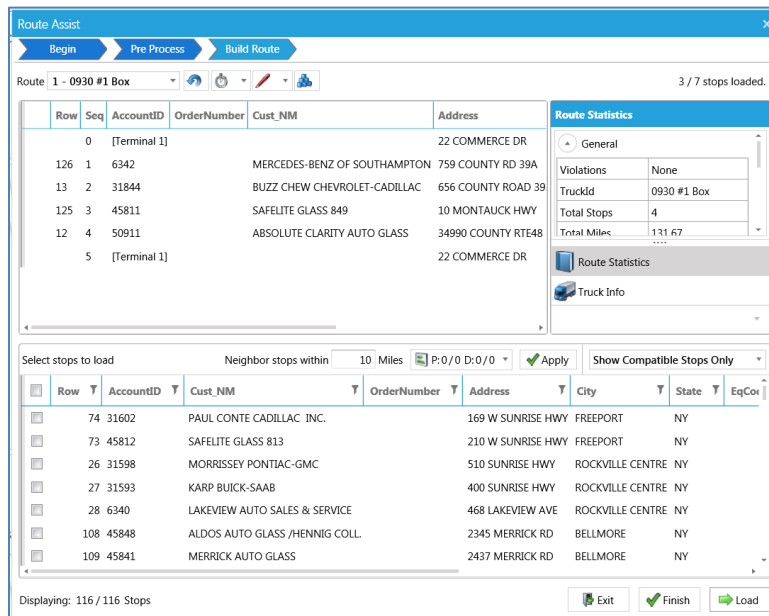 Route Assist
Begin Pre Process Build Route
Route 1 - 0930 #1 Box 3 / 7 stops loaded.
Row Seq AccountID OrderNumber Cust_NM Address
0 [Terminal 1] 22 COMMERCE DR
126 1 6342 MERCEDES-BENZ OF SOUTHAMPTON 759 COUNTY RD 39A
13 2 31844 BUZZ CHEW CHEVROLET-CADILLAC 656 COUNTY ROAD 39
125 3 45811 SAFELITE GLASS 849 10 MONTAUCK HWY
12 4 50911 ABSOLUTE CLARITY AUTO GLASS 34990 COUNTY RTE48
5 [Terminal 1] 22 COMMERCE DR
Route Statistics
General
Violations None
TruckId 0930 #1 Box
Total Stops 4
Total Miles 131.67
Route Statistics
Truck Info
Select stops to load Neighbor stops within 10 Miles P:0/0 D:0/0 Apply Show Compatible Stops Only
Row AccountID Cust_NM OrderNumber Address City State EqCo
74 31602 PAUL CONTE CADILLAC INC. 169 W SUNRISE HWY FREEPORT NY
73 45812 SAFELITE GLASS 813 210 W SUNRISE HWY FREEPORT NY
26 31598 MORRISSEY PONTIAC-GMC 510 SUNRISE HWY ROCKVILLE CENTRE NY
27 31593 KARP BUICK-SAAB 400 SUNRISE HWY ROCKVILLE CENTRE NY
28 6340 LAKEVIEW AUTO SALES & SERVICE 468 LAKEVIEW AVE ROCKVILLE CENTRE NY
108 45848 ALDOS AUTO GLASS /HENNIG COLL. 2345 MERRICK RD BELLMORE NY
109 45841 MERRICK AUTO GLASS 2437 MERRICK RD BELLMORE NY
Displaying: 116 / 116 Stops Exit Finish Load